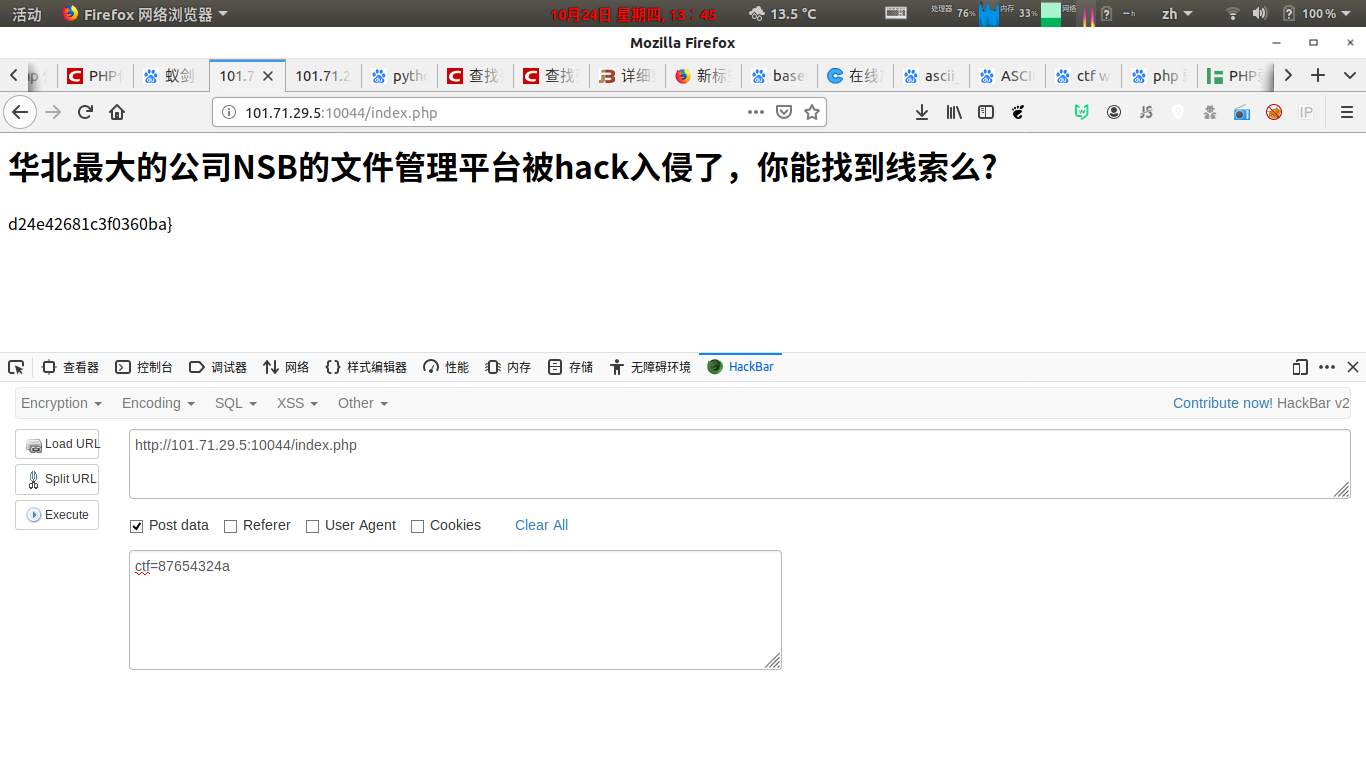 活动 Firefox 网络浏览器 10月24日 星期四, 13：45 13.5 ℃ 处理器 76% 内存 33% 网络 zh 100 %
Mozilla Firefox
PHP 蚁剑 101.7 101.71.2 pyth 查找 查找 详细 新标 base 在线 ascii_ ASCI ctf w php PHP
101.71.29.5:10044/index.php JS IP
华北最大的公司NSB的文件管理平台被hack入侵了，你能找到线索么?
d24e42681c3f0360ba}
查看器 控制台 调试器 网络 样式编辑器 性能 内存 存储 无障碍环境 HackBar
Encryption Encoding SQL XSS Other Contribute now! HackBar v2
Load URL http://101.71.29.5:10044/index.php
Split URL
Execute
Post data Referer User Agent Cookies Clear All
ctf=87654324a